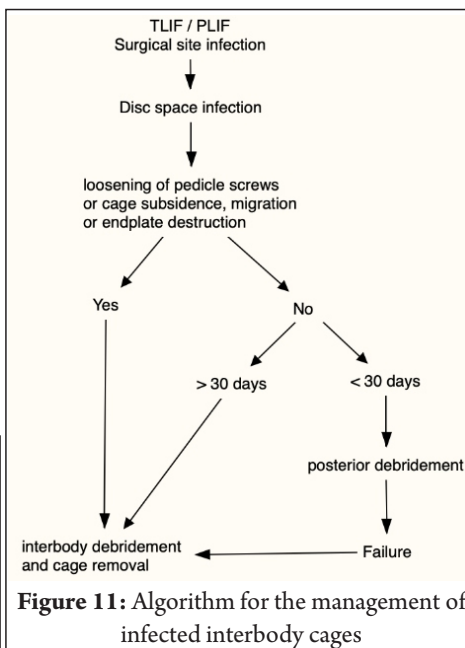 TLIF / PLIF
Surgical site infection
Disc space infection
loosening of pedicle screws
or cage subsidence, migration
or endplate destruction
Yes
No
> 30 days
< 30 days
posterior debridement
interbody debridement
and cage removal
Failure
Figure 11: Algorithm for the management of
infected interbody cages